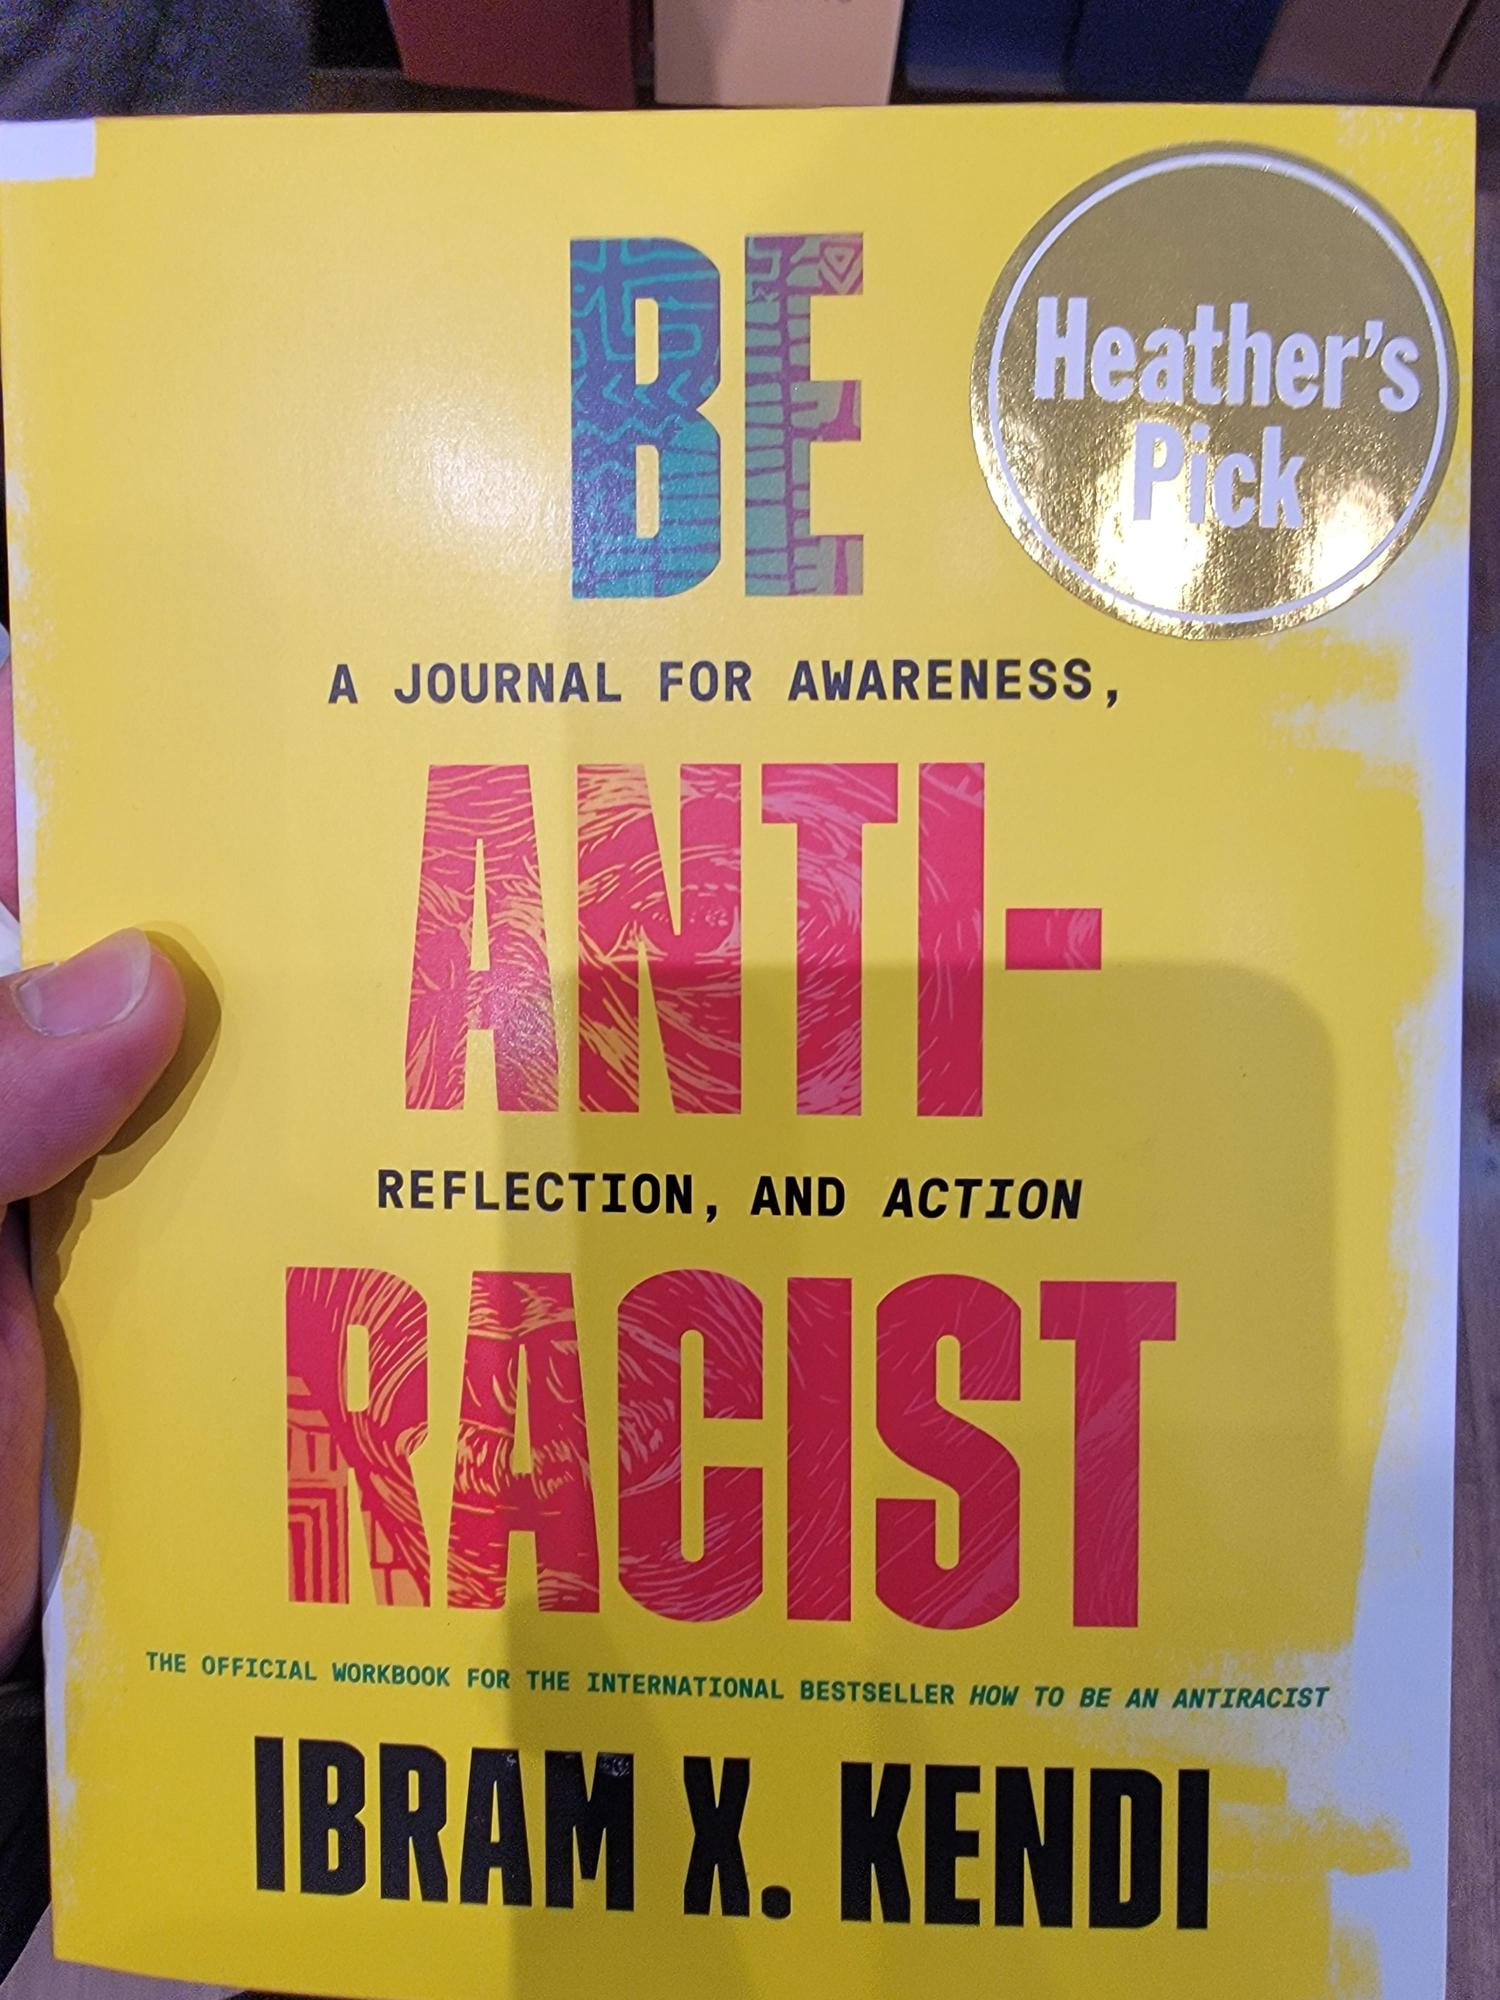 BE
Heather's
Pick
A JOURNAL FOR AWARENESS,
ANTI-
REFLECTION, AND ACTION
RACIST
THE OFFICIAL WORKBOOK FOR THE INTERNATIONAL BESTSELLER HOW TO BE AN ANTIRACIST
IBRAM X. KENDI